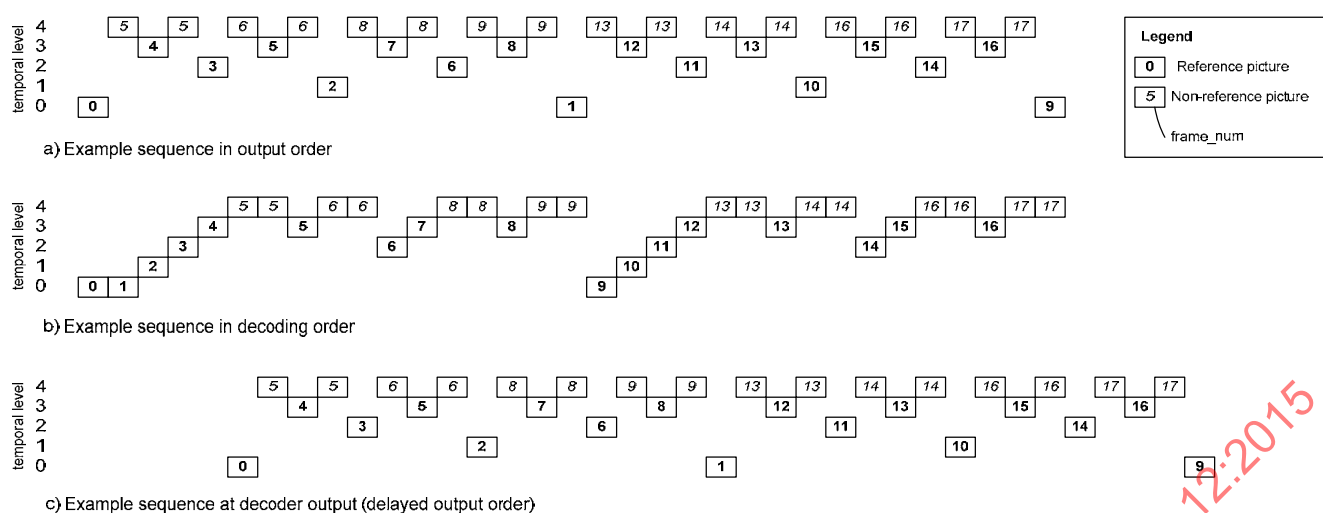 temporal level
4 5 5 6 6 8 8 9 9 13 13 14 14 16 16 17 17
3 4 5 7 8 12 13 15 16
2 3 6 11 14
1 2 10
0 0 1 9
a) Example sequence in output order
Legend
0 Reference picture
5 Non-reference picture
frame_num
temporal level
4 5 5 6 6 8 8 9 9 13 13 14 14 16 16 17 17
3 4 5 7 8 12 13 15 16
2 3 6 11 14
1 2 10
0 0 1 9
b) Example sequence in decoding order
temporal level
4 5 5 6 6 8 8 9 9 13 13 14 14 16 16 17 17
3 4 5 7 8 12 13 15 16
2 3 6 11 14
1 2 10
0 0 1 9
c) Example sequence at decoder output (delayed output order)
12:2015